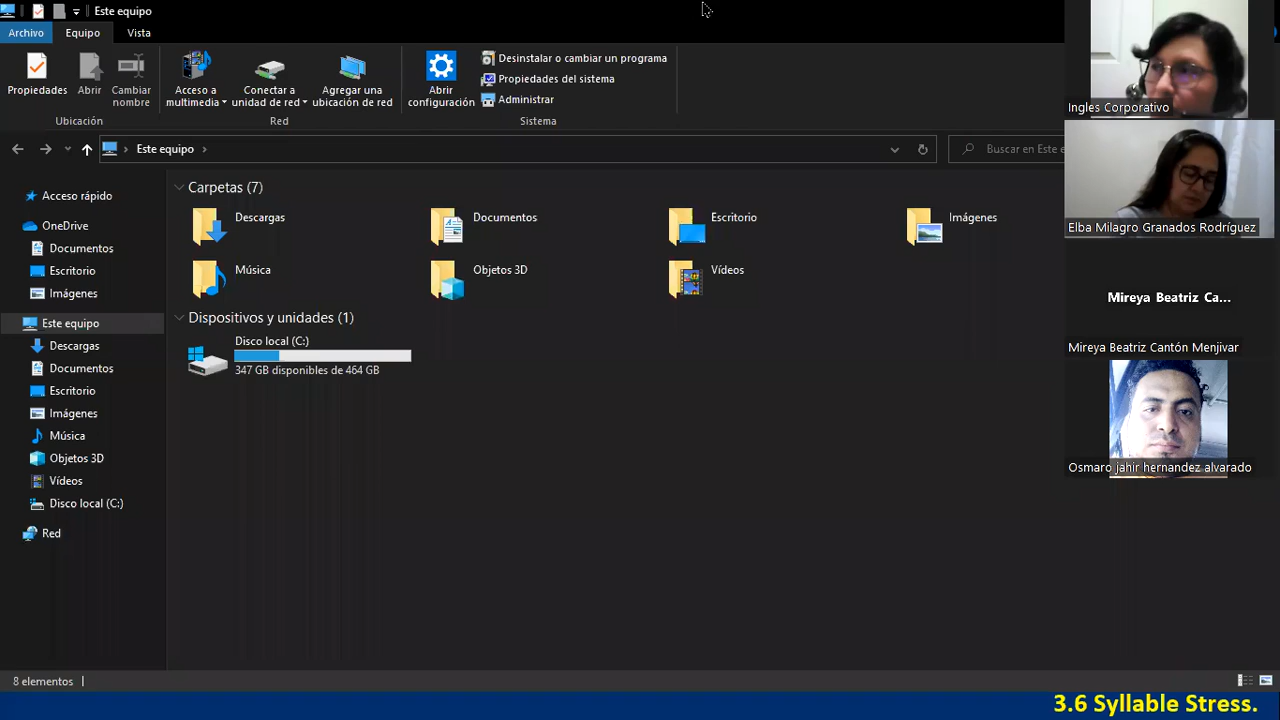 Este equipo
Archivo
Equipo
Vista
Propiedades
Abrir
Cambiar
nombre
Ubicación
Acceso a
multimedia
Conectar a
unidad de red
Agregar una
ubicación de red
Red
Abrir
configuración
Desinstalar o cambiar un programa
Propiedades del sistema
Administrar
Sistema
Este equipo
Buscar en Este e
Acceso rápido
OneDrive
Documentos
Escritorio
Imágenes
Este equipo
Descargas
Documentos
Escritorio
Imágenes
Música
Objetos 3D
Vídeos
Disco local (C:)
Red
Carpetas (7)
Descargas
Documentos
Escritorio
Imágenes
Música
Objetos 3D
Vídeos
Dispositivos y unidades (1)
Disco local (C:)
347 GB disponibles de 464 GB
8 elementos
Ingles Corporativo
Elba Milagro Granados Rodríguez
Mireya Beatriz Ca...
Mireya Beatriz Cantón Menjivar
Osmaro jahir hernandez alvarado
3.6 Syllable Stress.